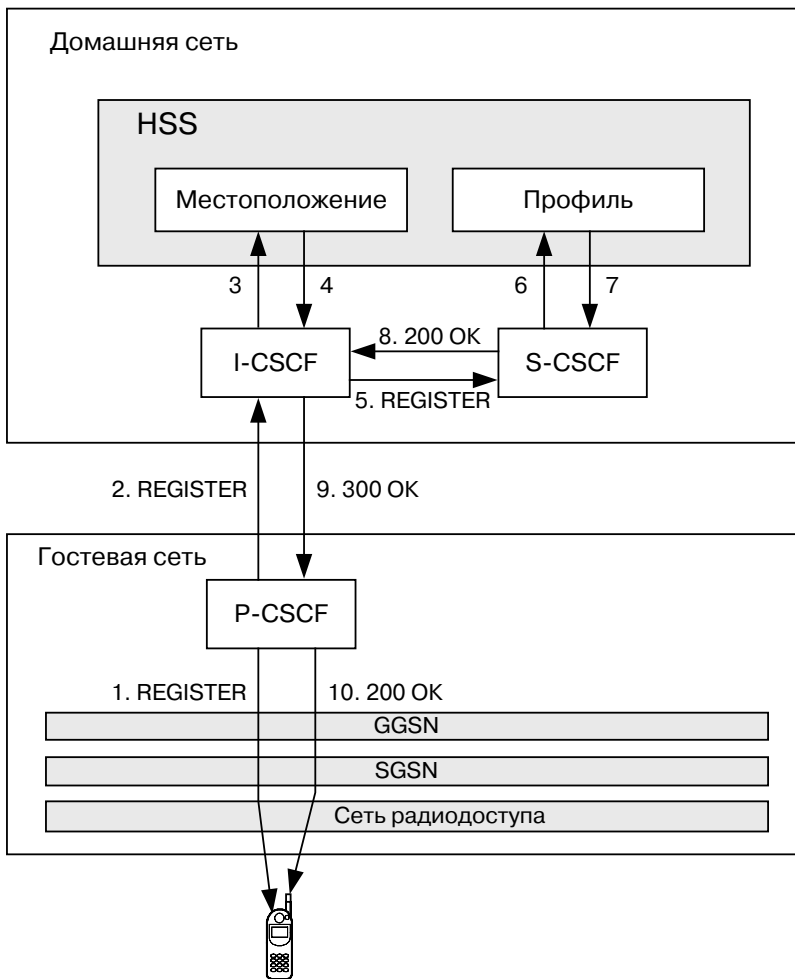 Домашняя сеть
HSS
Местоположение
Профиль
3
4
6
7
8. 200 OK
I-CSCF
S-CSCF
5. REGISTER
2. REGISTER
9. 300 OK
Гостевая сеть
P-CSCF
1. REGISTER
10. 200 OK
GGSN
SGSN
Сеть радиодоступа